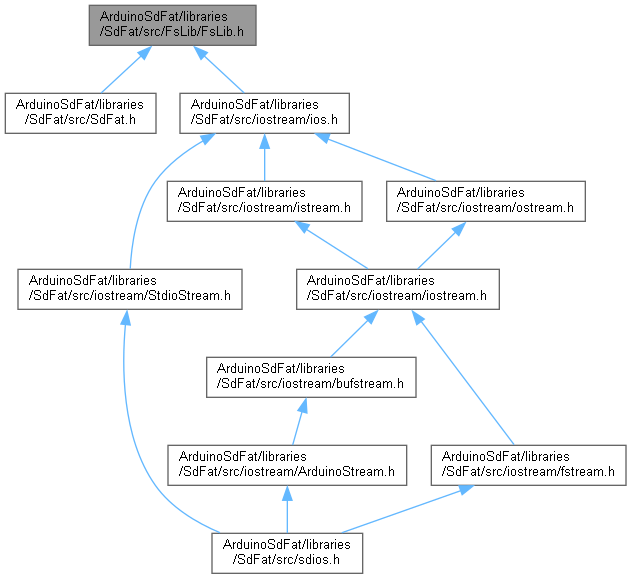 ArduinoSdFat/libraries
/SdFat/src/FsLib/FsLib.h
ArduinoSdFat/libraries
/SdFat/src/SdFat.h
ArduinoSdFat/libraries
/SdFat/src/iostream/ios.h
ArduinoSdFat/libraries
/SdFat/src/iostream/istream.h
ArduinoSdFat/libraries
/SdFat/src/iostream/ostream.h
ArduinoSdFat/libraries
/SdFat/src/iostream/StdioStream.h
ArduinoSdFat/libraries
/SdFat/src/iostream/iostream.h
ArduinoSdFat/libraries
/SdFat/src/iostream/bufstream.h
ArduinoSdFat/libraries
/SdFat/src/iostream/ArduinoStream.h
ArduinoSdFat/libraries
/SdFat/src/iostream/fstream.h
ArduinoSdFat/libraries
/SdFat/src/sdios.h